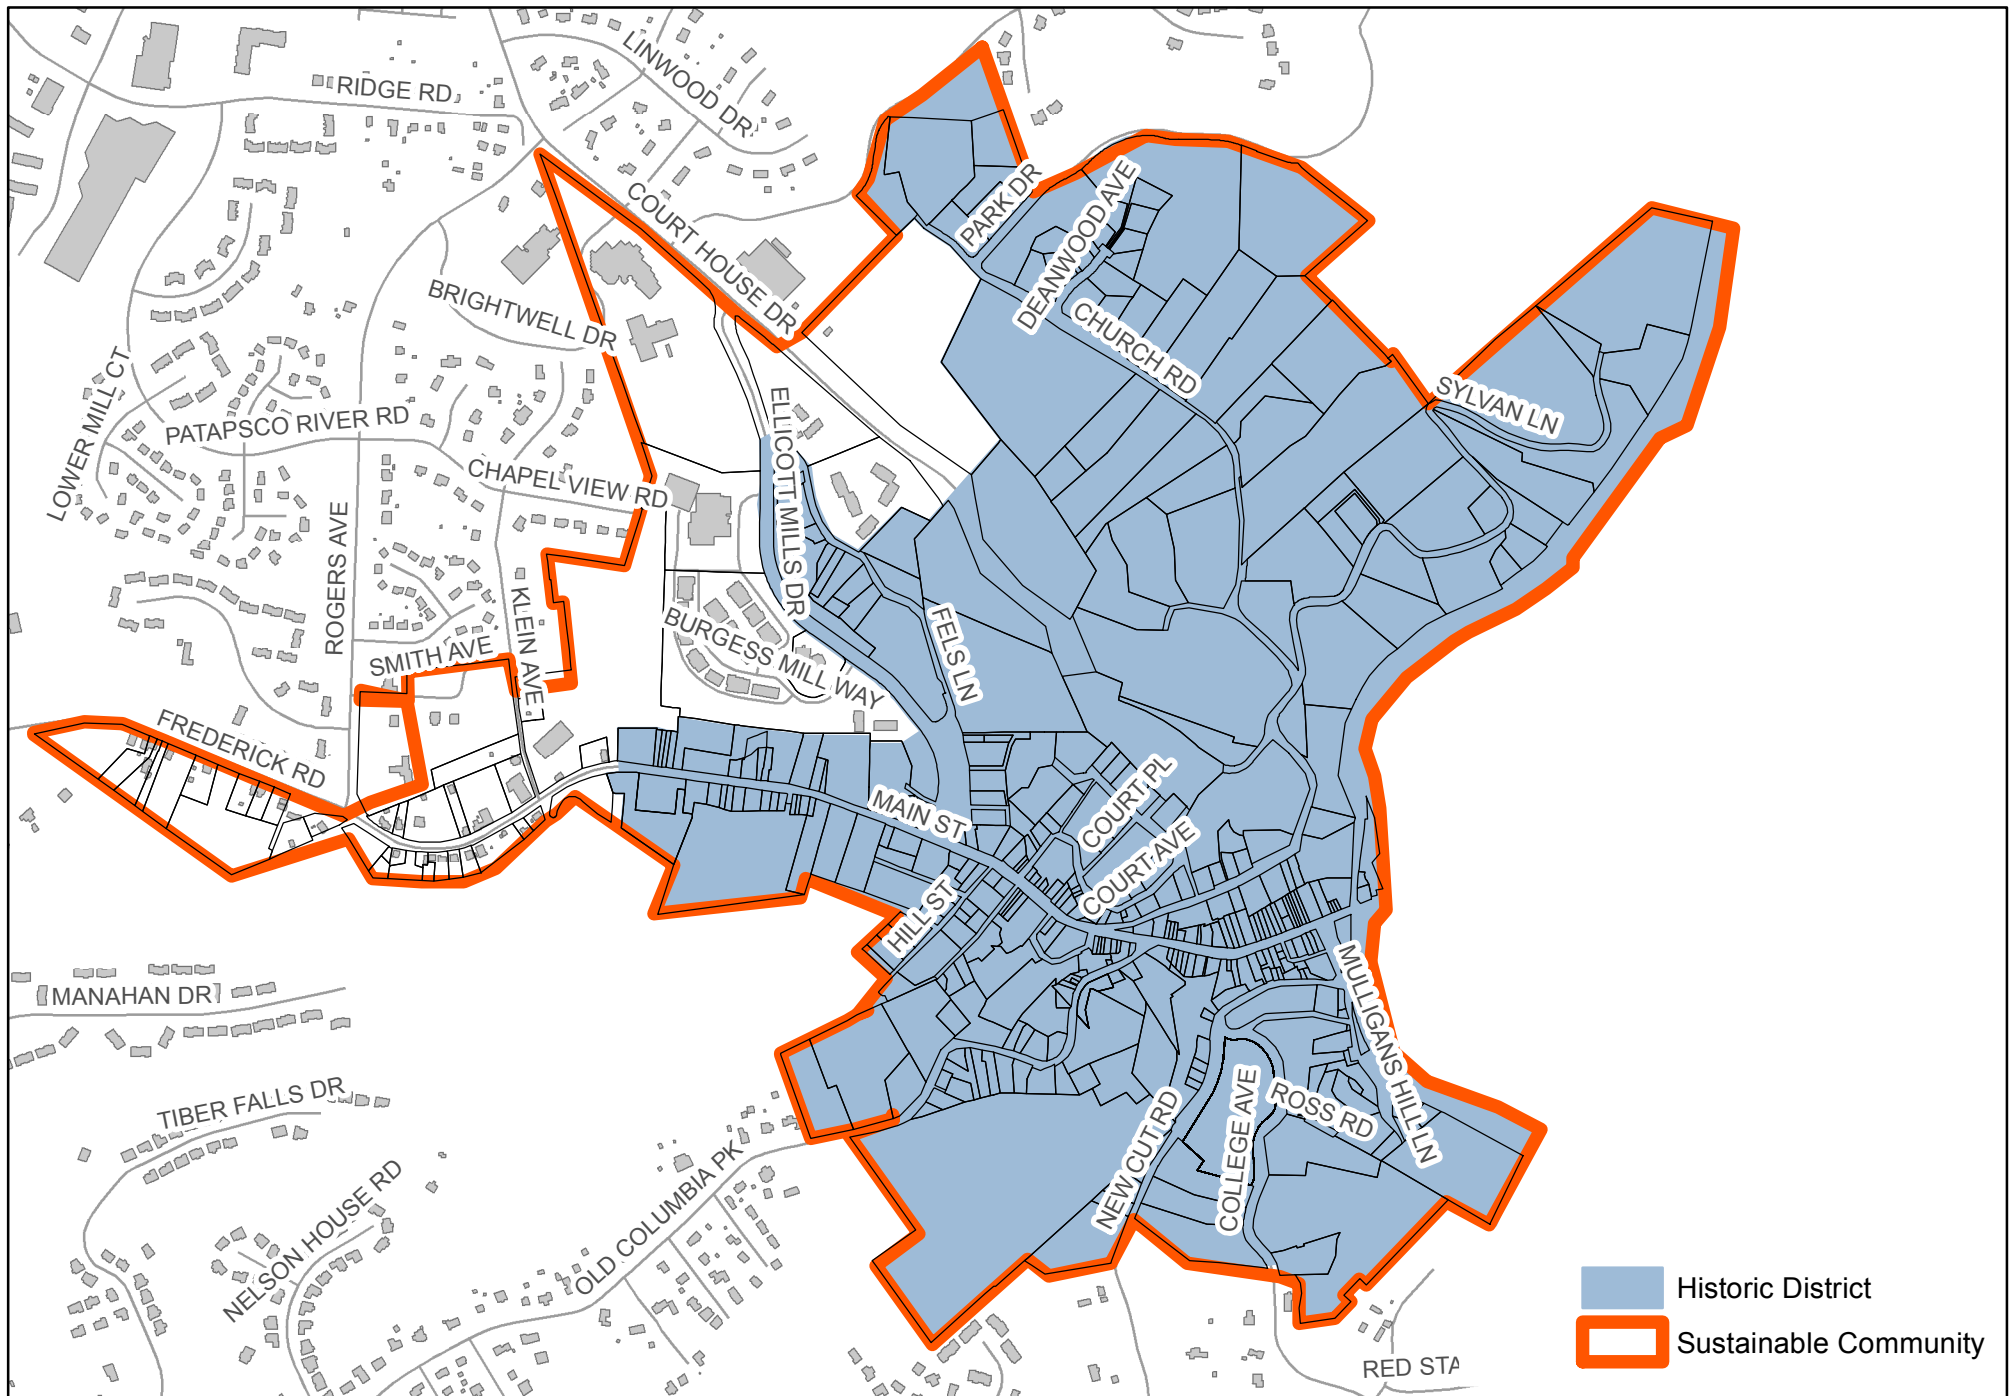 LINWOOD DR
RIDGE RD
COURT HOUSE DR
PARK DR
DEANWOOD AVE
BRIGHTWELL DR
CHURCH RD
LOWER MILL CT
PATAPSCO RIVER RD
ELLICOTT MILLS DR
SYLVAN LN
CHAPEL VIEW RD
ROGERS AVE
KLEIN AVE
SMITH AVE
BURGESS MILL WAY
FELS LN
FREDERICK RD
MAIN ST
COURT PL
COURT AVE
HILL ST
MANAHAN DR
MULLIGANS HILL LN
TIBER FALLS DR
NEW CUT RD
COLLEGE AVE
ROSS RD
OLD COLUMBIA PK
NELSON HOUSE RD
Historic District
Sustainable Community
RED STA